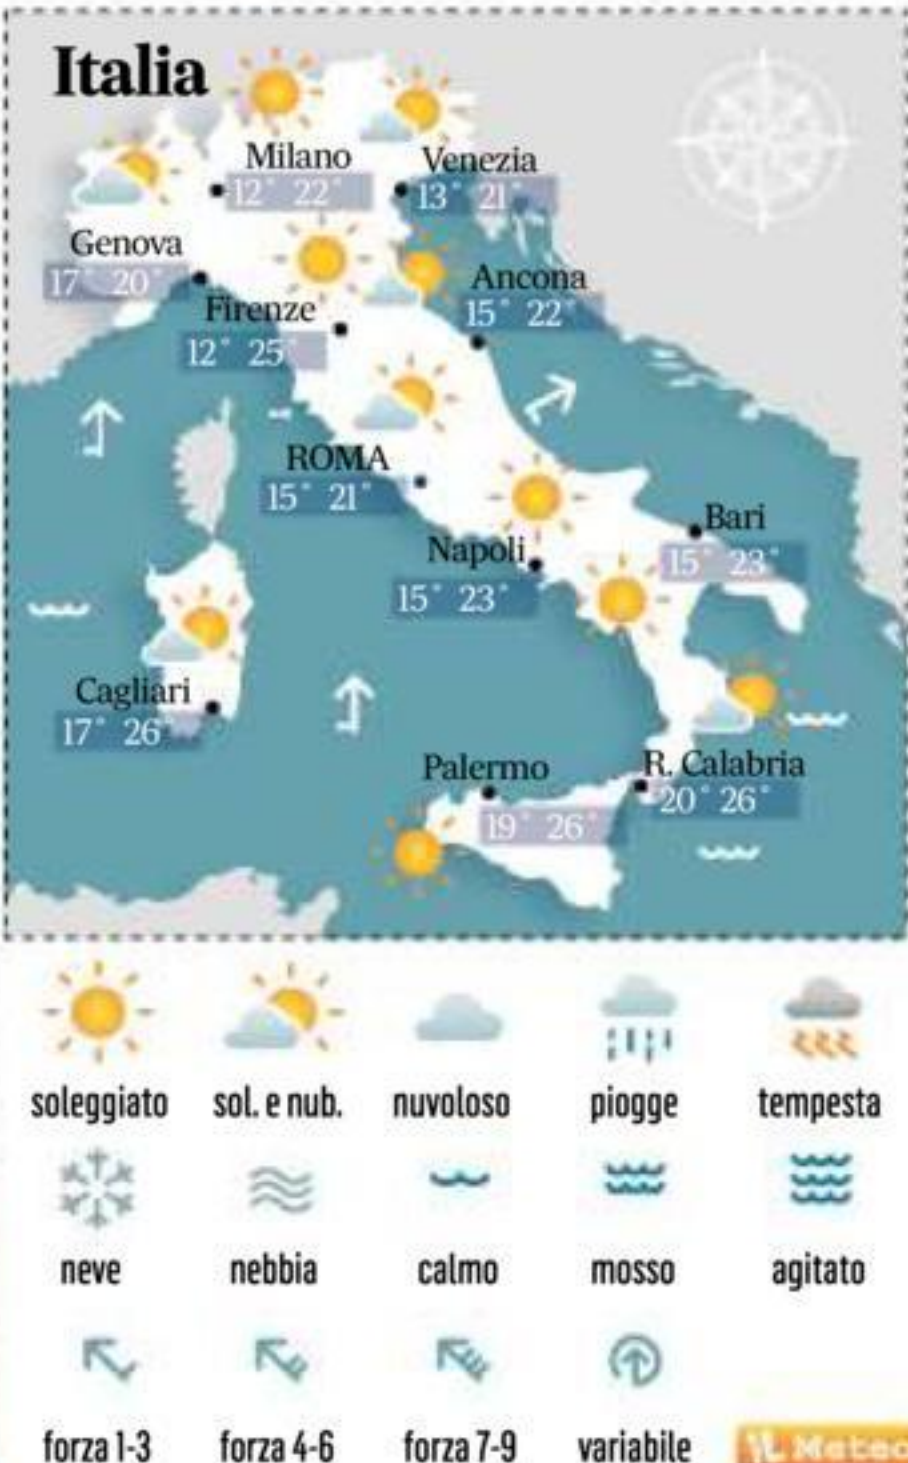 Italia
Milano
12° 22°
Venezia
13° 21°
Genova
17° 20°
Ancona
15° 22°
Firenze
12° 25°
ROMA
15° 21°
Bari
15° 23°
Napoli
15° 23°
Cagliari
17° 26°
Palermo
19° 26°
R. Calabria
20° 26°
soleggiato sol. e nub. nuvoloso piogge tempesta
neve nebbia calmo mosso agitato
forza 1-3 forza 4-6 forza 7-9 variabile
Meteo